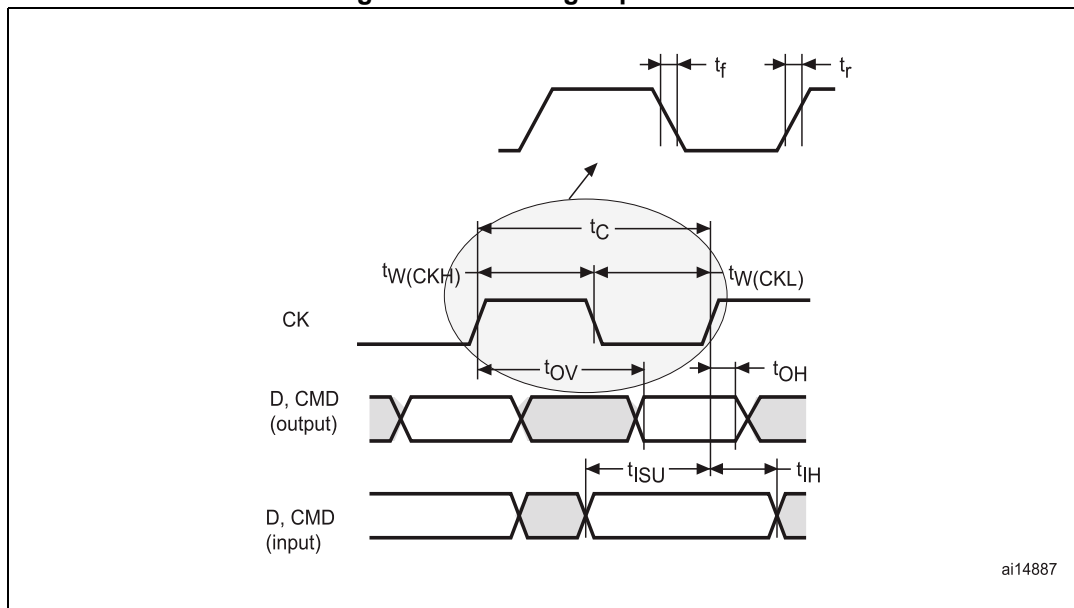 tf
tr
tC
tW(CKH)
tW(CKL)
CK
tOV
tOH
D, CMD
(output)
tISU
tIH
D, CMD
(input)
ai14887